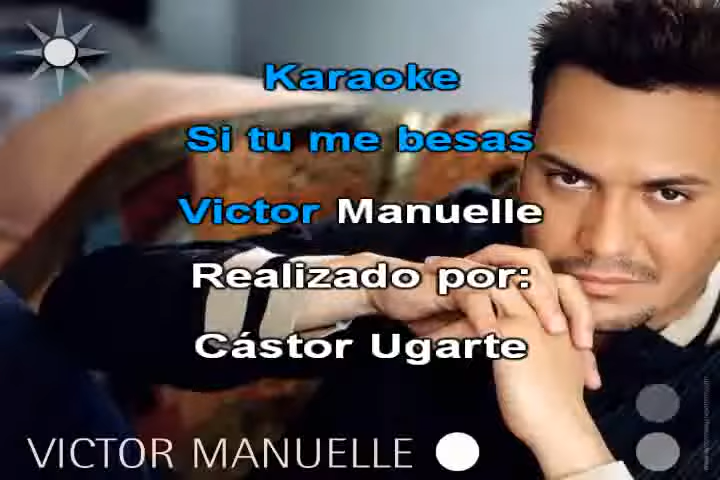 Karaoke
Si tu me besas
Victor Manuelle
Realizado por:
Cástor Ugarte
VICTOR MANUELLE